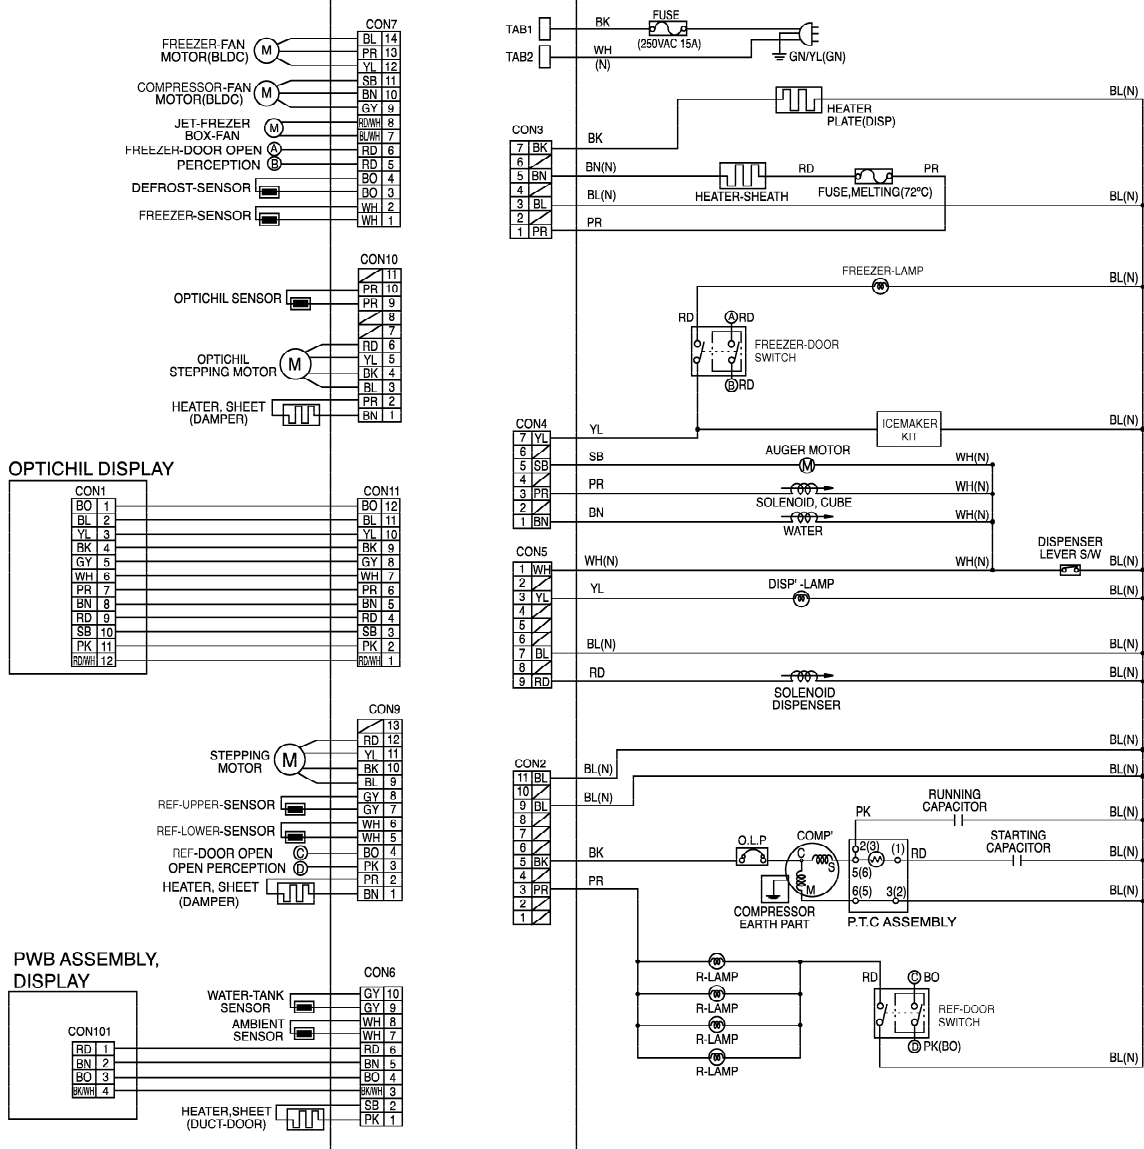 CON7
FREEZER-FAN
MOTOR(BLDC)
M
BL 14
PR 13
YL 12
COMPRESSOR-FAN
MOTOR(BLDC)
M
SB 11
BN 10
GY 9
JET-FREZER
BOX-FAN
M
RD/WH 8
BL/WH 7
FREEZER-DOOR OPEN A
RD 6
PERCEPTION B
RD 5
DEFROST-SENSOR
BO 4
BO 3
FREEZER-SENSOR
WH 2
WH 1
CON10
11
OPTICHIL SENSOR
PR 10
PR 9
8
7
OPTICHIL
STEPPING MOTOR
M
RD 6
YL 5
BK 4
BL 3
HEATER, SHEET
(DAMPER)
PR 2
BN 1
OPTICHIL DISPLAY
CON1
CON11
BO 1
BO 12
BL 2
BL 11
YL 3
YL 10
BK 4
BK 9
GY 5
GY 8
WH 6
WH 7
PR 7
PR 6
BN 8
BN 5
RD 9
RD 4
SB 10
SB 3
PK 11
PK 2
RD/WH 12
RD/WH 1
CON9
13
STEPPING
MOTOR
M
RD 12
YL 11
BK 10
BL 9
REF-UPPER-SENSOR
GY 8
GY 7
REF-LOWER-SENSOR
WH 6
WH 5
REF-DOOR OPEN C
BO 4
OPEN PERCEPTION D
PK 3
HEATER, SHEET
(DAMPER)
PR 2
BN 1
PWB ASSEMBLY,
DISPLAY
CON6
WATER-TANK
SENSOR
GY 10
GY 9
AMBIENT
SENSOR
WH 8
WH 7
CON101
RD 1
RD 6
BN 2
BN 5
BO 3
BO 4
BK/WH 4
BK/WH 3
HEATER,SHEET
(DUCT-DOOR)
SB 2
PK 1
TAB1
BK
FUSE
(250VAC 15A)
TAB2
WH
(N)
GN/YL(GN)
BL(N)
HEATER
PLATE(DISP)
CON3
BK
7 BK
6
5 BN
4
3 BL
2
1 PR
BN(N)
HEATER-SHEATH
RD
FUSE,MELTING(72ºC)
PR
BL(N)
BL(N)
PR
FREEZER-LAMP
BL(N)
RD
A RD
FREEZER-DOOR
SWITCH
B RD
CON4
7 YL
6
5 SB
4
3 PR
2
1 BN
YL
ICEMAKER
KIT
BL(N)
SB
AUGER MOTOR
M
WH(N)
PR
SOLENOID, CUBE
WH(N)
BN
WATER
WH(N)
CON5
1 WH
2
3 YL
4
5
6
7 BL
8
9 RD
WH(N)
WH(N)
DISPENSER
LEVER S/W
BL(N)
YL
DISP'-LAMP
BL(N)
BL(N)
BL(N)
RD
SOLENOID
DISPENSER
BL(N)
BL(N)
BL(N)
CON2
11 BL
10
9 BL
8
7
6
5 BK
4
3 PR
2
1
BL(N)
BL(N)
RUNNING
CAPACITOR
PK
BL(N)
STARTING
CAPACITOR
BK
O.L.P
COMP'
C
S
M
2(3)
(1)
RD
BL(N)
5(6)
6(5)
3(2)
BL(N)
COMPRESSOR
EARTH PART
P.T.C ASSEMBLY
PR
R-LAMP
R-LAMP
R-LAMP
R-LAMP
RD
C BO
REF-DOOR
SWITCH
D PK(BO)
BL(N)